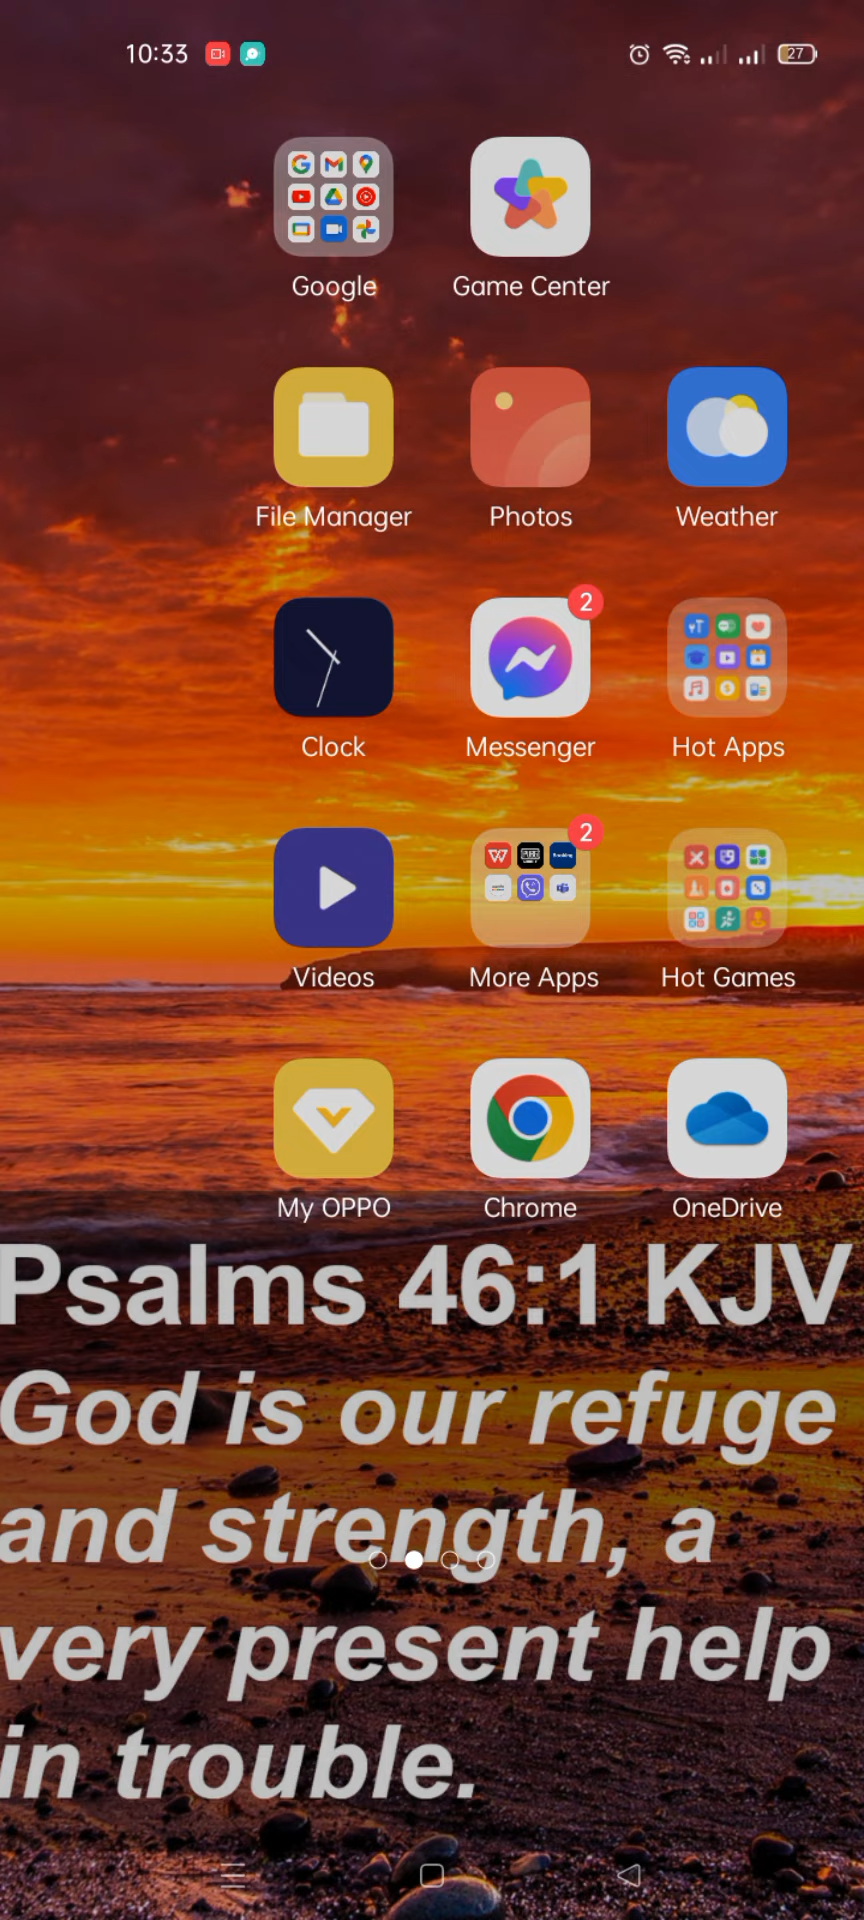 10:33
27
Google
Game Center
File Manager
Photos
Weather
2
Clock
Messenger
Hot Apps
2
Videos
More Apps
Hot Games
My OPPO
Chrome
OneDrive
Psalms 46:1 KJV
God is our refuge
and strength, a
very present help
in trouble.